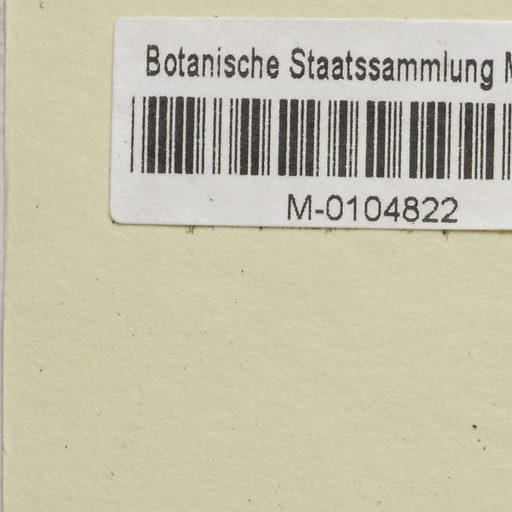 Botanische Staatssammlung
M-0104822